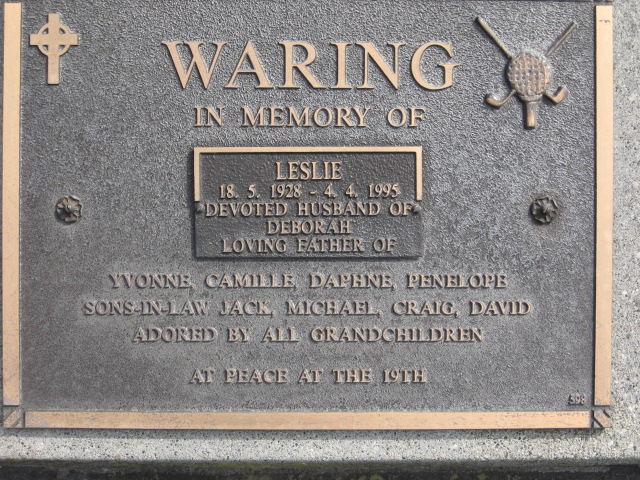 WARING
IN MEMORY OF
LESLIE
18. 5. 1928 - 4. 4. 1995
DEVOTED HUSBAND OF
DEBORAH
LOVING FATHER OF
YVONNE, CAMILLE, DAPHNE, PENELOPE
SONS-IN-LAW JACK, MICHAEL, CRAIG, DAVID
ADORED BY ALL GRANDCHILDREN
AT PEACE AT THE 19TH